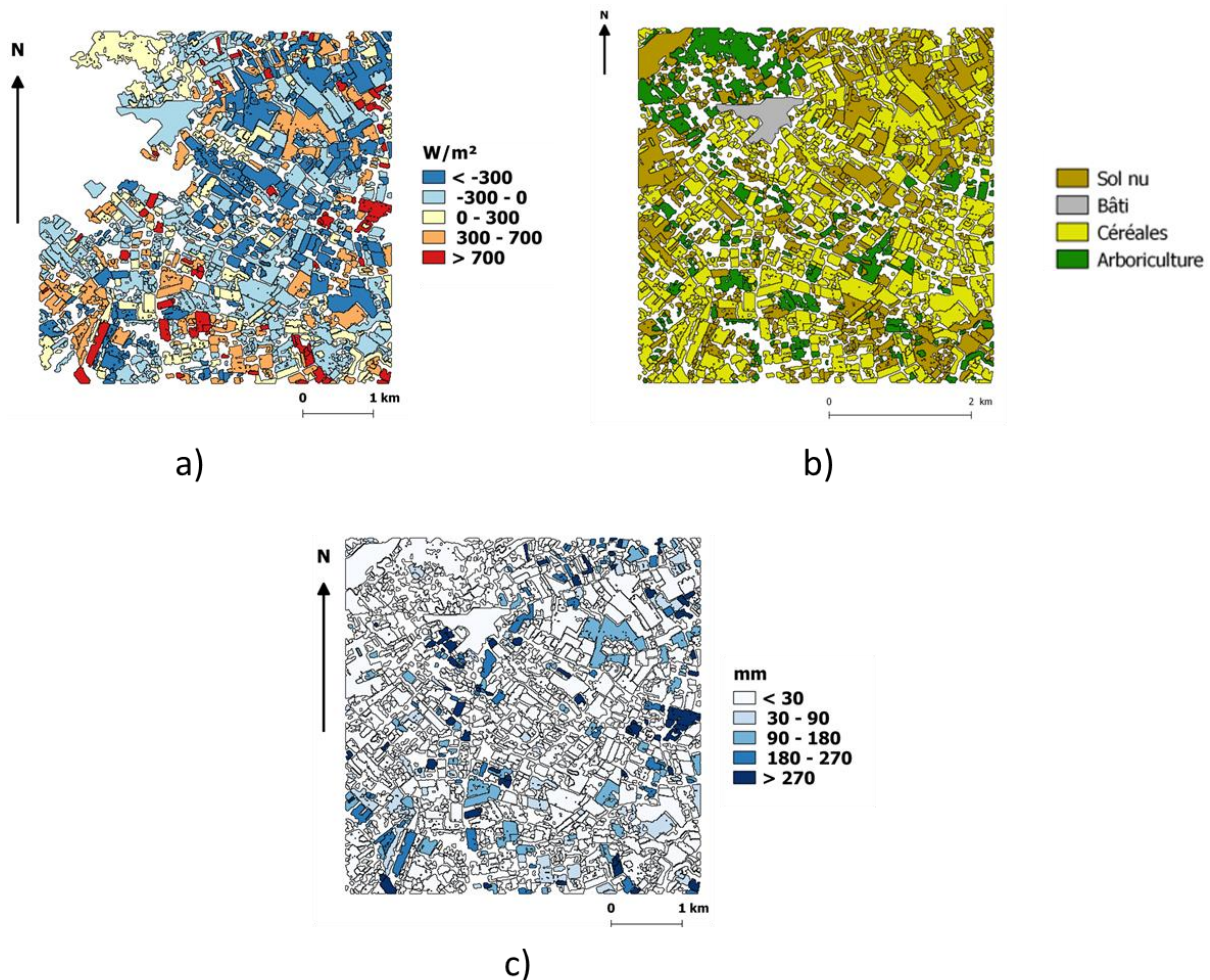 N
W/m²
< -300
-300 - 0
0 - 300
300 - 700
> 700
0 1 km
a)
N
Sol nu
Bâti
Céréales
Arboriculture
0 2 km
b)
N
mm
< 30
30 - 90
90 - 180
180 - 270
> 270
0 1 km
c)